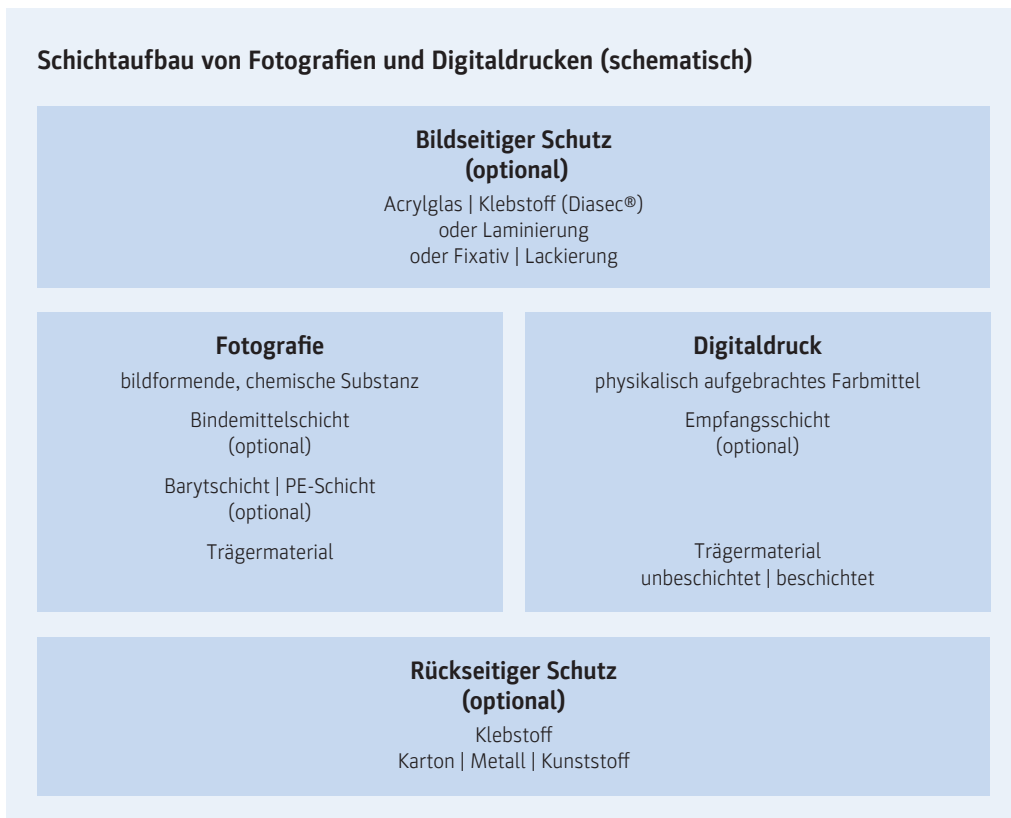 Schichtaufbau von Fotografien und Digitaldrucken (schematisch)
Bildseitiger Schutz
(optional)
Acrylglas | Klebstoff (Diasec®)
oder Laminierung
oder Fixativ | Lackierung
Fotografie
bildformende, chemische Substanz
Bindemittelschicht
(optional)
Barytschicht | PE-Schicht
(optional)
Trägermaterial
Digitaldruck
physikalisch aufgebrachtes Farbmittel
Empfangsschicht
(optional)
Trägermaterial
unbeschichtet | beschichtet
Rückseitiger Schutz
(optional)
Klebstoff
Karton | Metall | Kunststoff